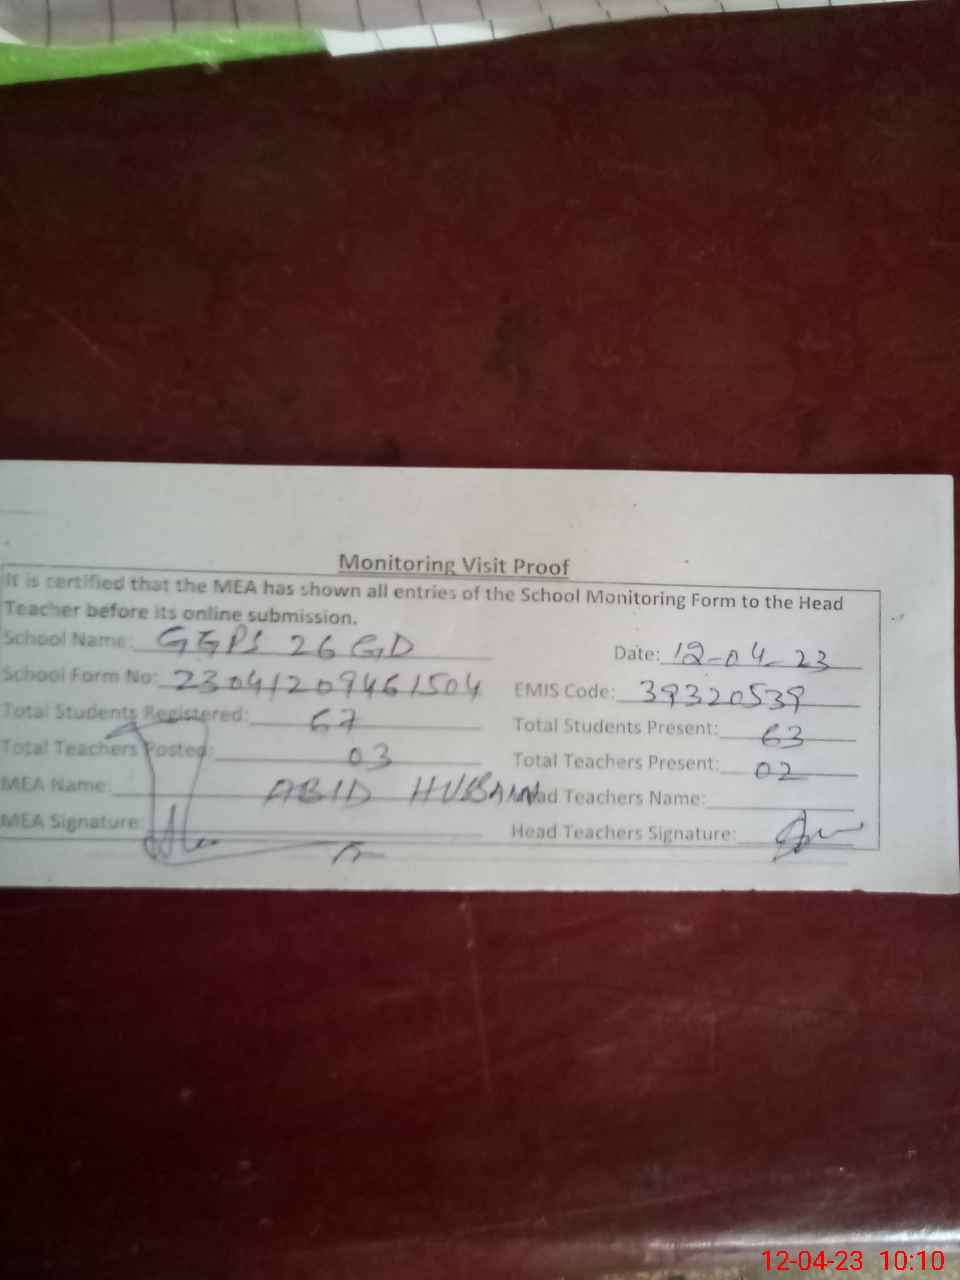 Monitoring Visit Proof
It is certified that the MEA has shown all entries of the School Monitoring Form to the Head
Teacher before its online submission.
School Name: GGPS 26 GD Date: 12-04-23
School Form No: 23041209461504 EMIS Code: 39320539
Total Students Registered: 67 Total Students Present: 63
Total Teachers Posted: 03 Total Teachers Present: 02
MEA Name: ABID HUSSAIN Head Teachers Name:
MEA Signature: Head Teachers Signature:
12-04-23 10:10